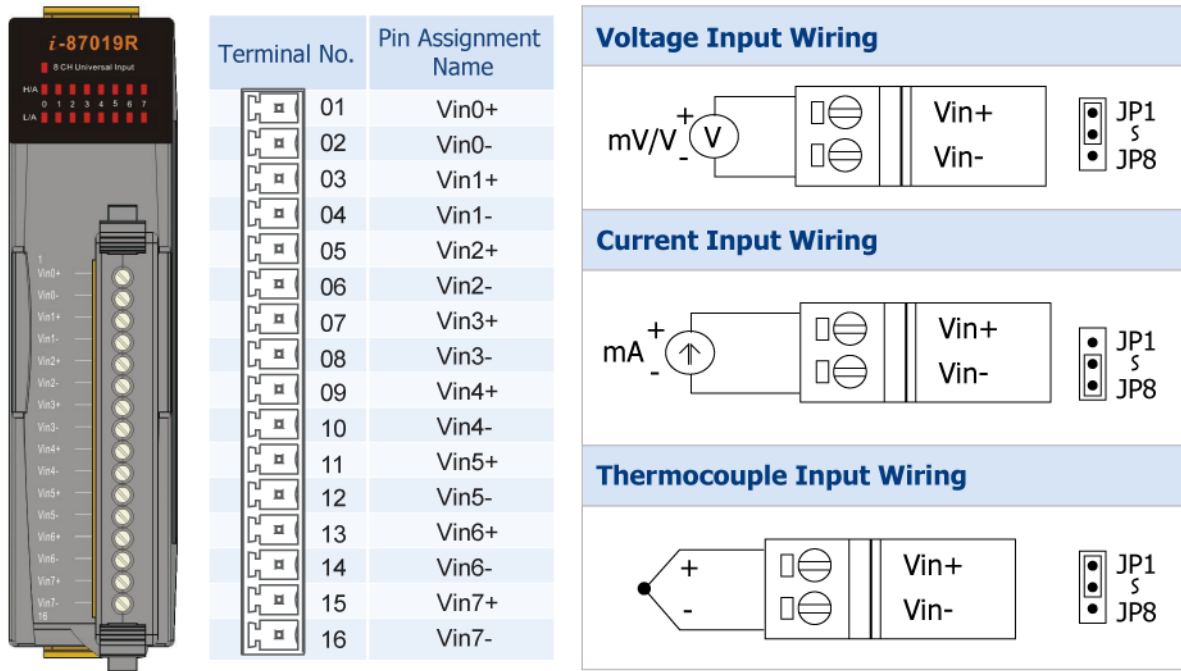 i-87019R
8 CH Universal Input
H/A
0 1 2 3 4 5 6 7
L/A
1
Vin0+
Vin0-
Vin1+
Vin1-
Vin2+
Vin2-
Vin3+
Vin3-
Vin4+
Vin4-
Vin5+
Vin5-
Vin6+
Vin6-
Vin7+
Vin7-
16
Terminal No. Pin Assignment
Name
01 Vin0+
02 Vin0-
03 Vin1+
04 Vin1-
05 Vin2+
06 Vin2-
07 Vin3+
08 Vin3-
09 Vin4+
10 Vin4-
11 Vin5+
12 Vin5-
13 Vin6+
14 Vin6-
15 Vin7+
16 Vin7-
Voltage Input Wiring
mV/V + - V Vin+ JP1
Vin- JP8
Current Input Wiring
mA + - Vin+ JP1
Vin- JP8
Thermocouple Input Wiring
+ Vin+ JP1
- Vin- JP8